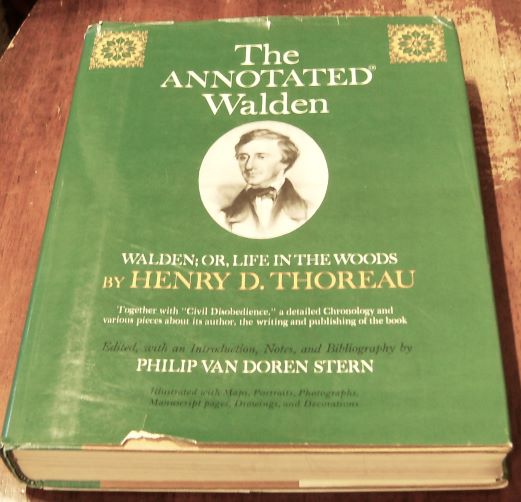 The
ANNOTATED®
Walden
WALDEN; OR, LIFE IN THE WOODS
BY HENRY D. THOREAU
Together with "Civil Disobedience," a detailed Chronology and
various pieces about its author, the writing and publishing of the book
Edited, with an Introduction, Notes, and Bibliography by
PHILIP VAN DOREN STERN
Illustrated with Maps, Portraits, Photographs,
Manuscript pages, Drawings, and Decorations